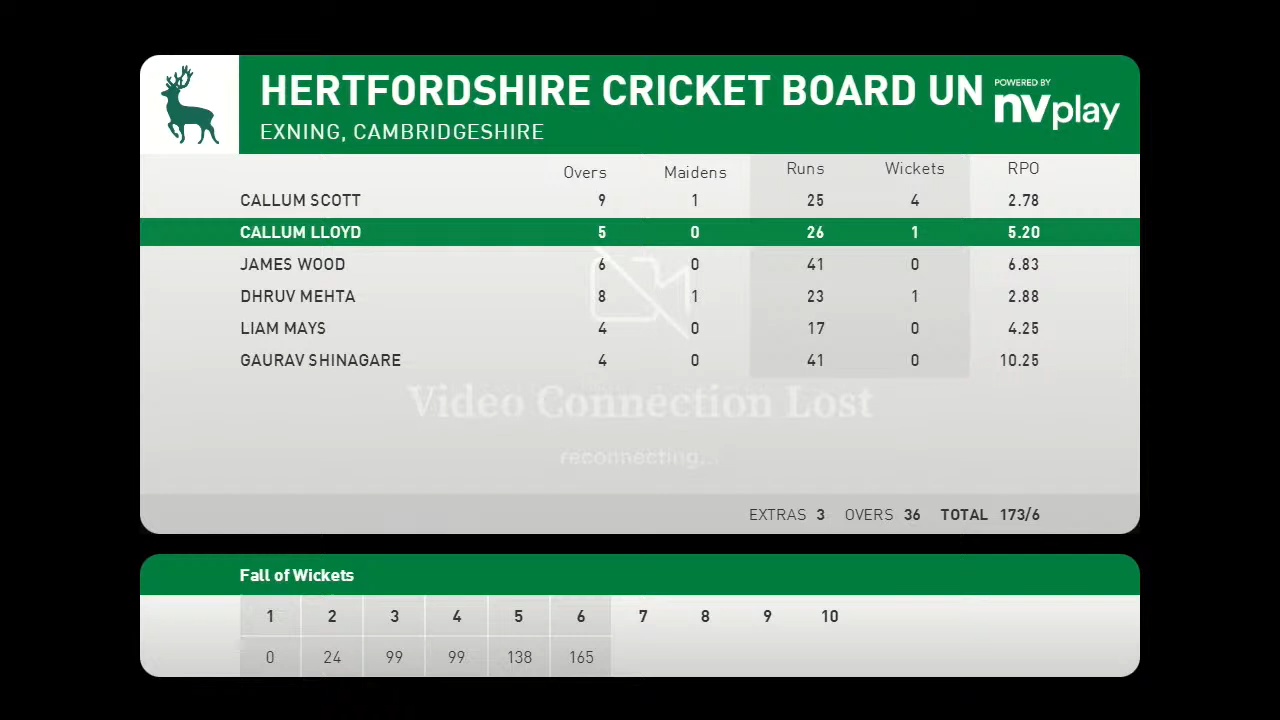 HERTFORDSHIRE CRICKET BOARD UN
POWERED BY
nvplay
EXNING, CAMBRIDGESHIRE
Overs Maidens Runs Wickets RPO
CALLUM SCOTT 9 1 25 4 2.78
CALLUM LLOYD 5 0 26 1 5.20
JAMES WOOD 6 0 41 0 6.83
DHRUV MEHTA 8 1 23 1 2.88
LIAM MAYS 4 0 17 0 4.25
GAURAV SHINAGARE 4 0 41 0 10.25
Video Connection Lost
reconnecting...
EXTRAS 3 OVERS 36 TOTAL 173/6
Fall of Wickets
1 2 3 4 5 6 7 8 9 10
0 24 99 99 138 165